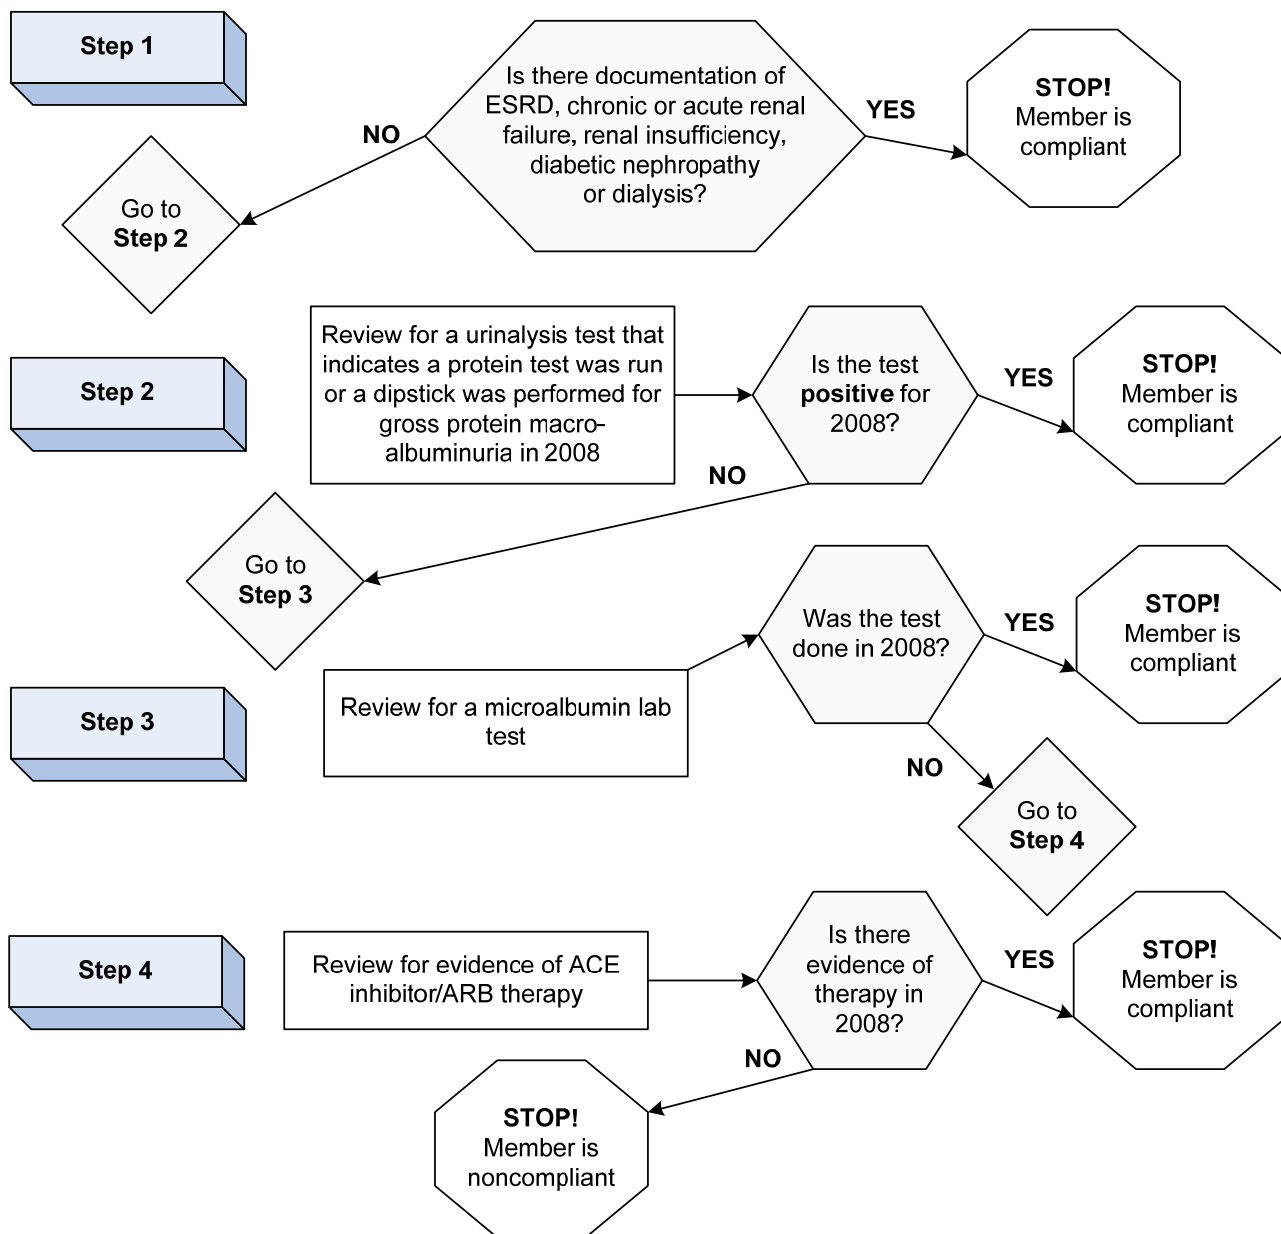 Step 1
Is there documentation of
ESRD, chronic or acute renal
failure, renal insufficiency,
diabetic nephropathy
or dialysis?
YES
STOP!
Member is
compliant
NO
Go to
Step 2
Step 2
Review for a urinalysis test that
indicates a protein test was run
or a dipstick was performed for
gross protein macro-
albuminuria in 2008
Is the test
positive for
2008?
YES
STOP!
Member is
compliant
NO
Go to
Step 3
Step 3
Review for a microalbumin lab
test
Was the test
done in 2008?
YES
STOP!
Member is
compliant
NO
Go to
Step 4
Step 4
Review for evidence of ACE
inhibitor/ARB therapy
Is there
evidence of
therapy in
2008?
YES
STOP!
Member is
compliant
NO
STOP!
Member is
noncompliant